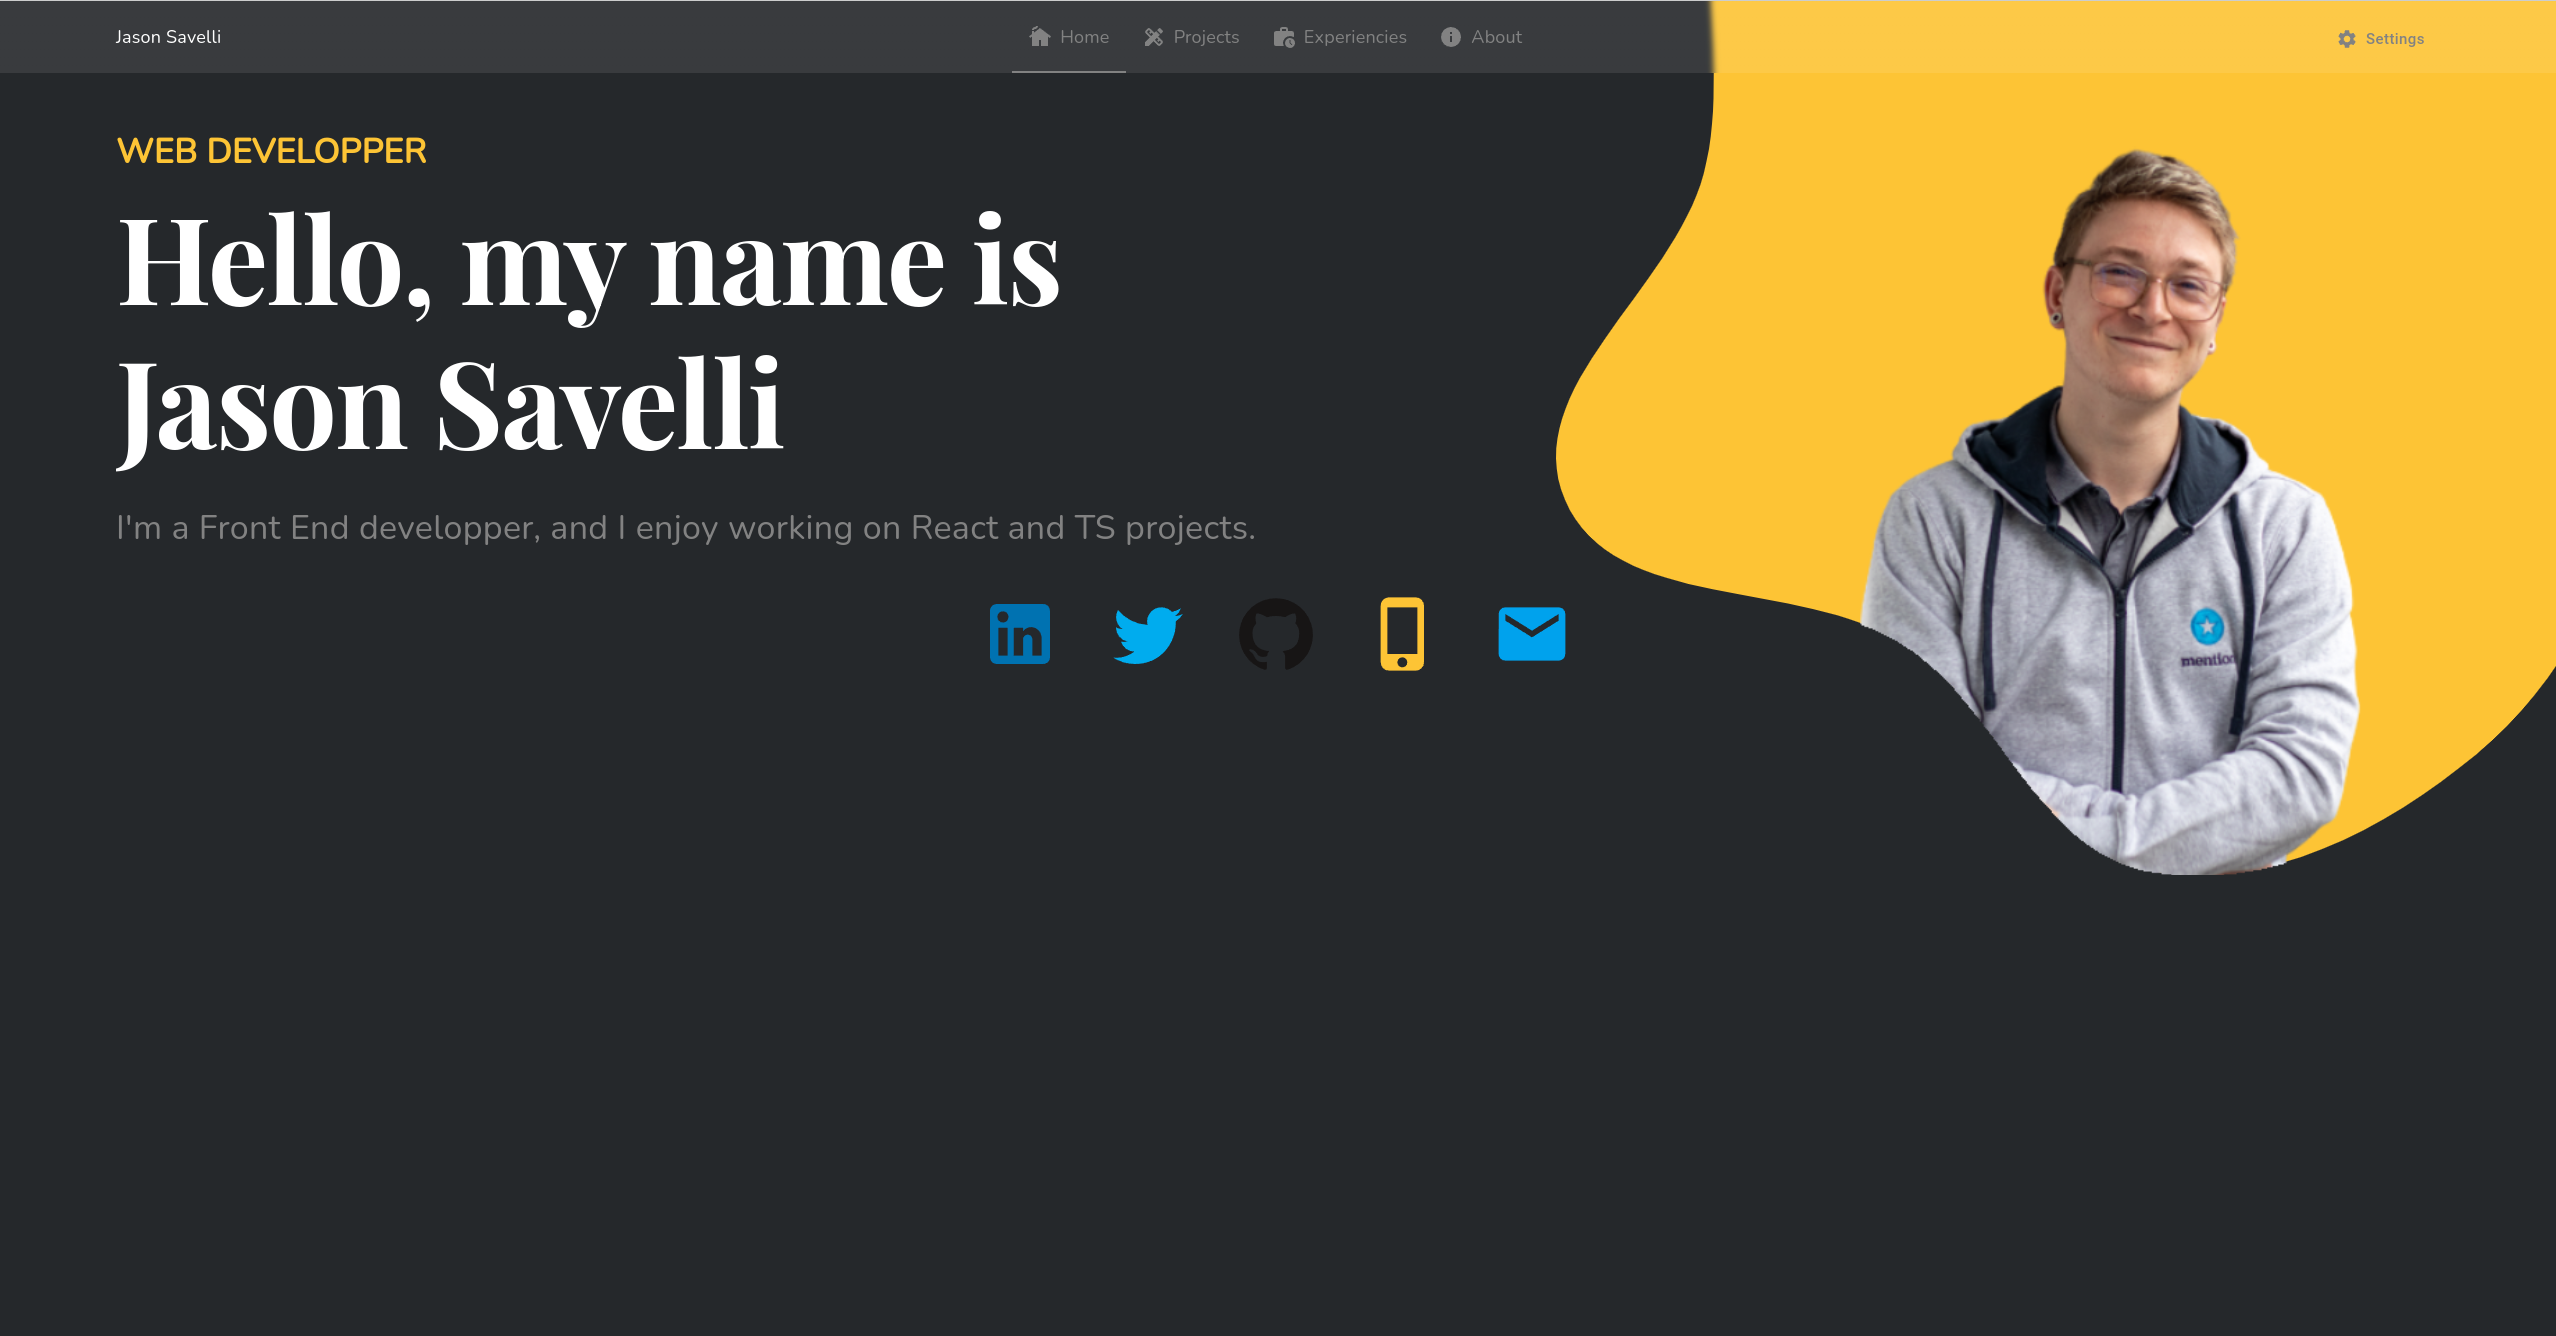 Jason Savelli
Home
Projects
Experiencies
About
Settings
WEB DEVELOPPER
Hello, my name is
Jason Savelli
I'm a Front End developper, and I enjoy working on React and TS projects.
in
mention